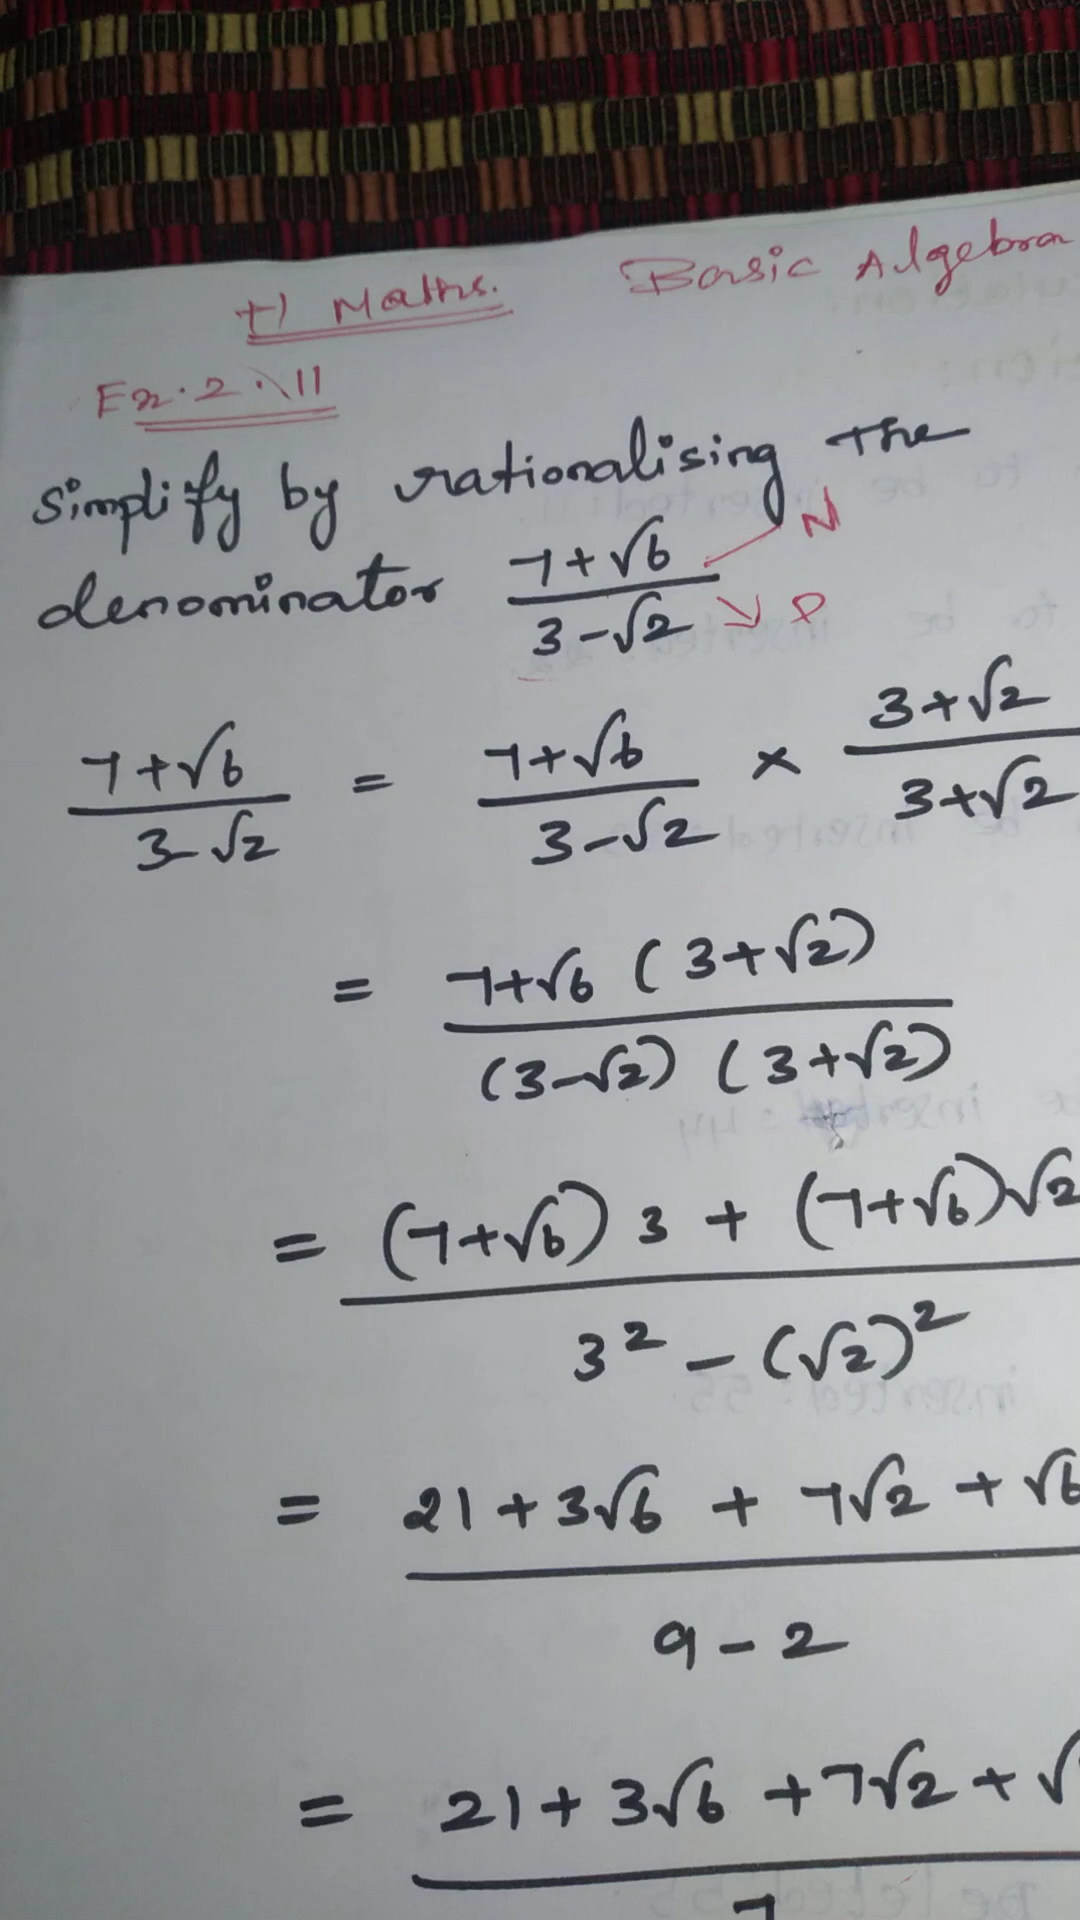 +1 Maths. Basic Algebra
Ex. 2.11
Simplify by rationalising the
denominator (7+√6)/(3-√2) N D
(7+√6)/(3-√2) = (7+√6)/(3-√2) × (3+√2)/(3+√2)
= 7+√6 (3+√2)
(3-√2) (3+√2)
= (7+√6) 3 + (7+√6)√2
3² - (√2)²
= 21 + 3√6 + 7√2 + √6
9 - 2
= 21 + 3√6 + 7√2 + √
7